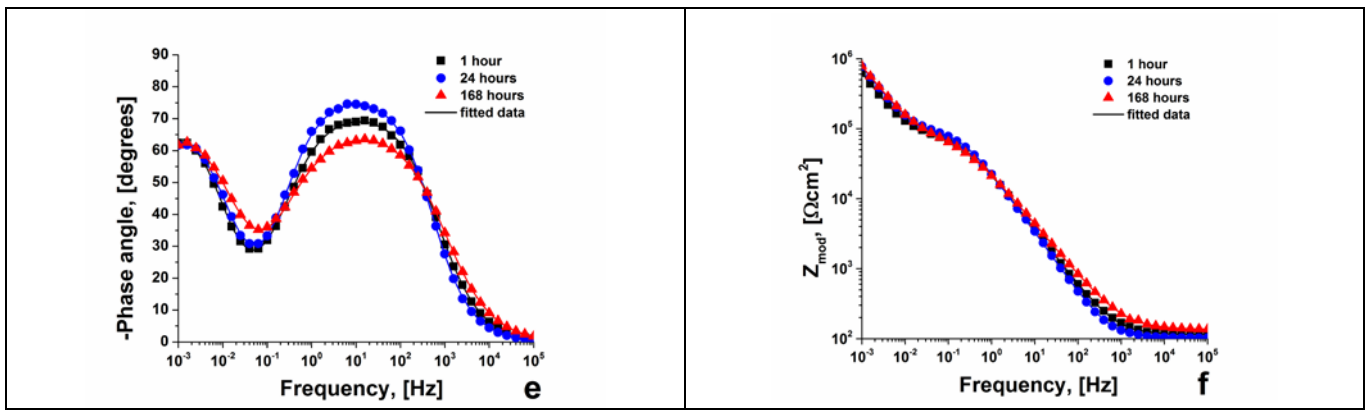 90
80
70
60
50
40
30
20
10
0
-Phase angle, [degrees]
1 hour
24 hours
168 hours
fitted data
10⁻³ 10⁻² 10⁻¹ 10⁰ 10¹ 10² 10³ 10⁴ 10⁵
Frequency, [Hz]
e
10⁶
10⁵
10⁴
10³
10²
Zmod, [Ωcm²]
1 hour
24 hours
168 hours
fitted data
10⁻³ 10⁻² 10⁻¹ 10⁰ 10¹ 10² 10³ 10⁴ 10⁵
Frequency, [Hz]
f